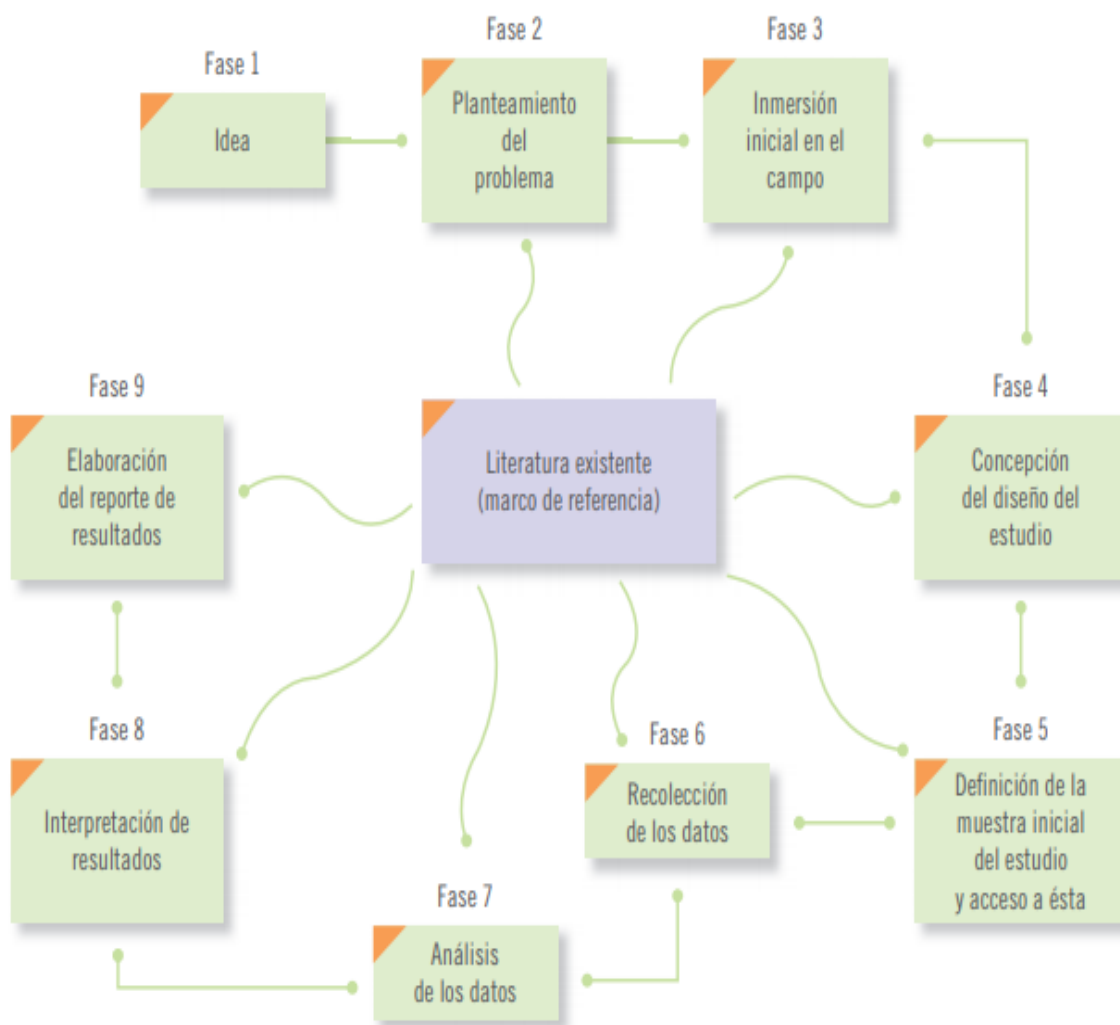 Fase 1
Idea
Fase 2
Planteamiento
del
problema
Fase 3
Inmersión
inicial en el
campo
Fase 4
Concepción
del diseño del
estudio
Fase 5
Definición de la
muestra inicial
del estudio
y acceso a ésta
Fase 6
Recolección
de los datos
Fase 7
Análisis
de los datos
Fase 8
Interpretación de
resultados
Fase 9
Elaboración
del reporte de
resultados
Literatura existente
(marco de referencia)